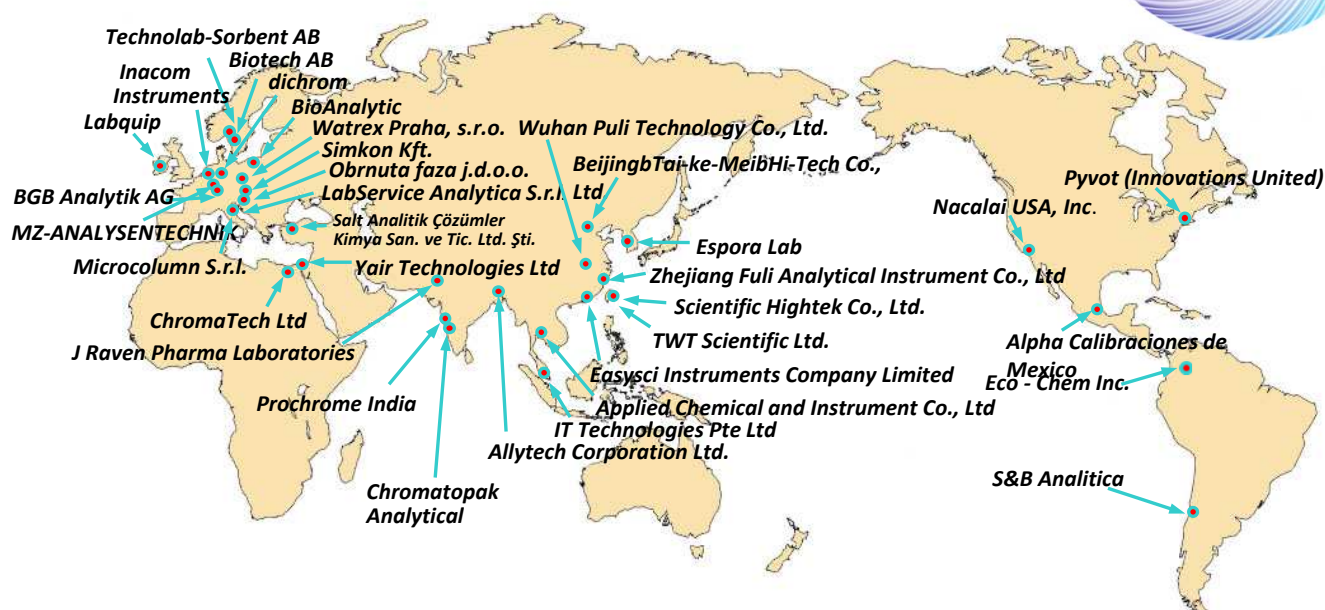 Technolab-Sorbent AB
Biotech AB
Inacom
Instruments
dichrom
Labquip
BioAnalytic
Watrex Praha, s.r.o.
Simkon Kft.
Obrnuta faza j.d.o.o.
LabService Analytica S.r.l.
BGB Analytik AG
MZ-ANALYSENTECHNIK
Salt Analitik Çözümler
Kimya San. ve Tic. Ltd. Şti.
Microcolumn S.r.l.
Yair Technologies Ltd
ChromaTech Ltd
J Raven Pharma Laboratories
Prochrome India
Chromatopak
Analytical
Wuhan Puli Technology Co., Ltd.
BeijingbTai-ke-MeibHi-Tech Co.,
Ltd
Espora Lab
Zhejiang Fuli Analytical Instrument Co., Ltd
Scientific Hightek Co., Ltd.
TWT Scientific Ltd.
Easysci Instruments Company Limited
Applied Chemical and Instrument Co., Ltd
IT Technologies Pte Ltd
Allytech Corporation Ltd.
Pyvot (Innovations United)
Nacalai USA, Inc.
Alpha Calibraciones de
Mexico
Eco - Chem Inc.
S&B Analitica